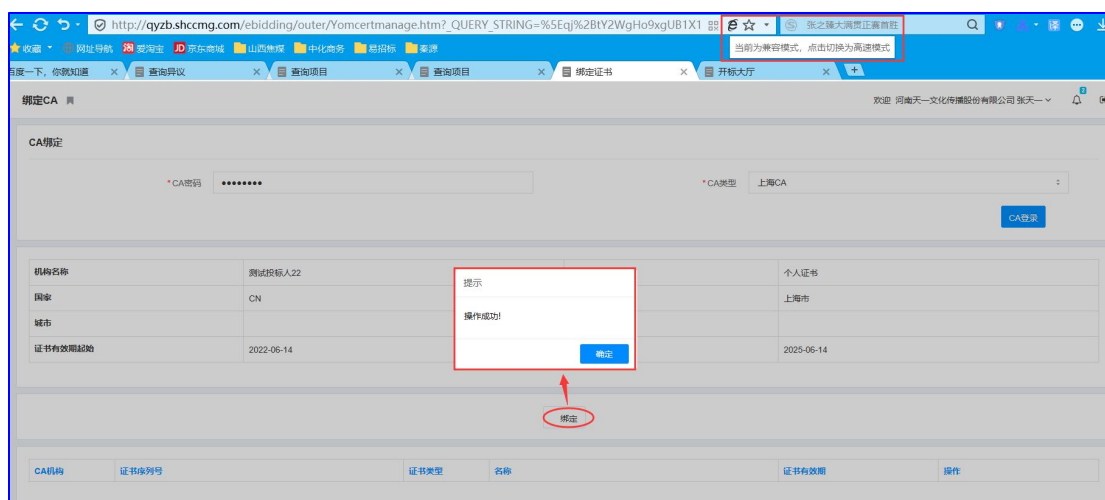 http://qyzb.shccmg.com/ebidding/outer/Yomcertmanage.htm?_QUERY_STRING=%5Eqj%2BtY2WgHo9xgUB1X1 张之臻大满贯正赛首胜 译
收藏 网址导航 淘 爱淘宝 JD 京东商城 山西焦煤 中化商务 易招标 秦源 当前为兼容模式，点击切换为高速模式
百度一下，你就知道 查询异议 查询项目 查询项目 绑定证书 开标大厅
绑定CA 欢迎 河南天一文化传播股份有限公司 张天一
CA绑定
*CA密码 •••••••• *CA类型 上海CA
CA登录
机构名称 测试投标人22 个人证书
国家 CN 上海市
城市
证书有效期起始 2022-06-14 2025-06-14
提示
操作成功!
确定
绑定
CA机构 证书序列号 证书类型 名称 证书有效期 操作